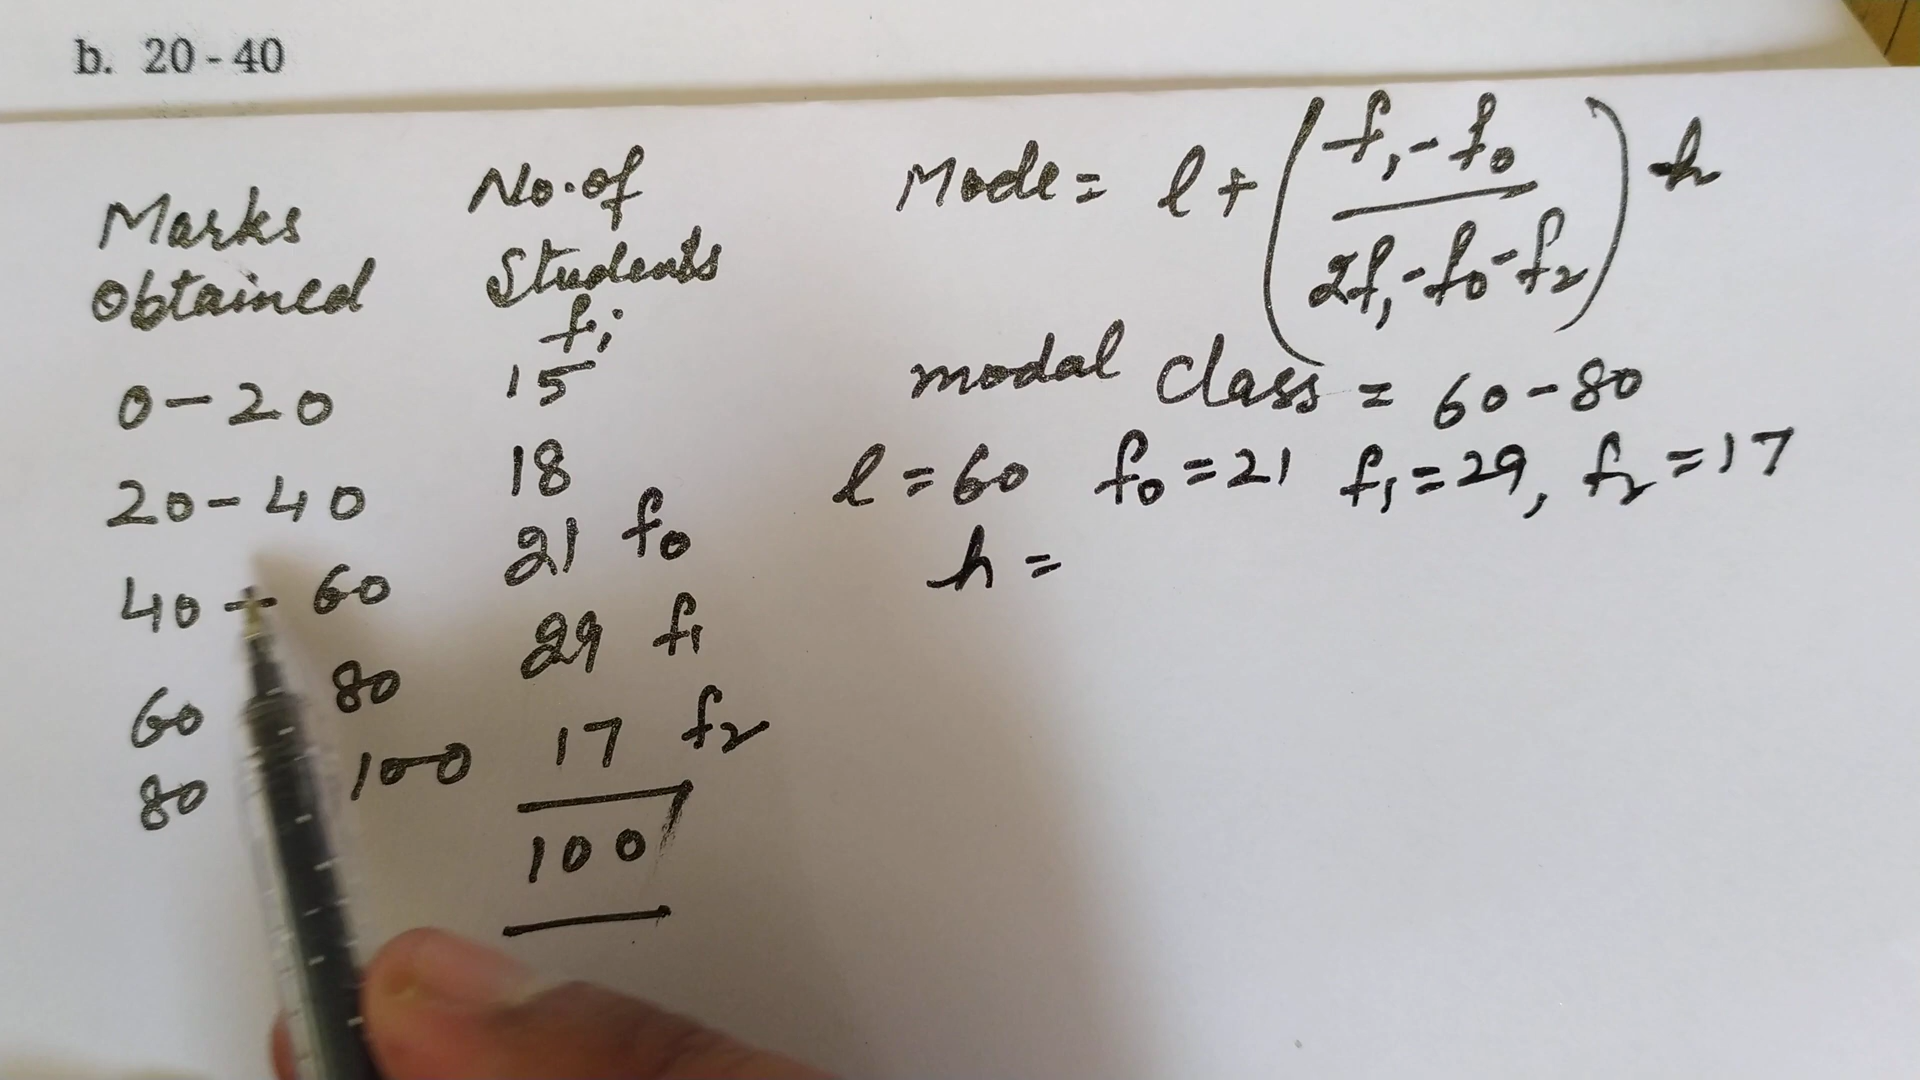 b. 20 - 40
Marks Obtained
No. of Students fi
0 - 20 15
20 - 40 18
40 - 60 21 f0
60 80 29 f1
80 100 17 f2
100
Mode = l + (f1 - f0 / 2f1 - f0 - f2) h
modal class = 60 - 80
l = 60 f0 = 21 f1 = 29, f2 = 17
h =